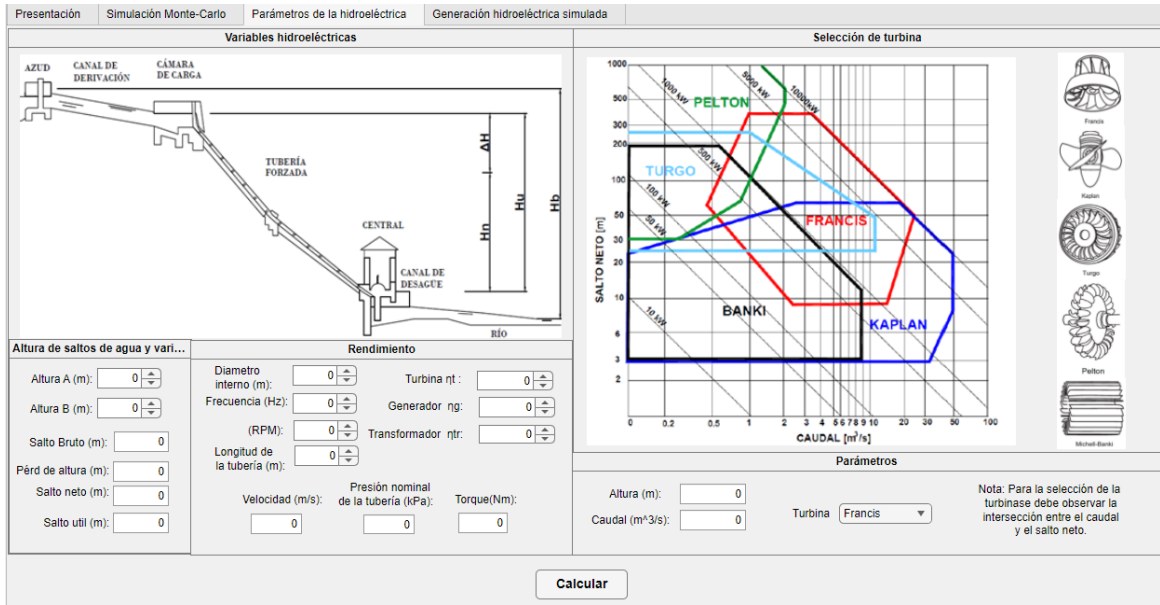 Presentación
Simulación Monte-Carlo
Parámetros de la hidroeléctrica
Generación hidroeléctrica simulada
Variables hidroeléctricas
AZUD
CANAL DE
DERIVACIÓN
CÁMARA
DE CARGA
TUBERÍA
FORZADA
CENTRAL
CANAL DE
DESAGÜE
RÍO
ΔH
Hn
Hu
Hb
Altura de saltos de agua y vari...
Altura A (m): 0
Altura B (m): 0
Salto Bruto (m): 0
Pérd de altura (m): 0
Salto neto (m): 0
Salto util (m): 0
Rendimiento
Diametro
interno (m): 0
Frecuencia (Hz): 0
(RPM): 0
Longitud de
la tubería (m): 0
Turbina ηt : 0
Generador ηg: 0
Transformador ηtr: 0
Velocidad (m/s):
0
Presión nominal
de la tubería (kPa):
0
Torque(Nm):
0
Selección de turbina
SALTO NETO [m]
1000
500
300
200
100
50
30
20
10
6
3
2
1000 kW
5000 kW
10000kW
500 kW
100 kW
50 kW
10 kW
PELTON
TURGO
FRANCIS
BANKI
KAPLAN
0 0.2 0.5 1 2 3 4 5 6 7 8 9 10 20 30 50 100
CAUDAL [m³/s]
Francis
Kaplan
Turgo
Pelton
Michell-Banki
Parámetros
Altura (m): 0
Caudal (m^3/s): 0
Turbina Francis
Nota: Para la selección de la
turbinase debe observar la
intersección entre el caudal
y el salto neto.
Calcular